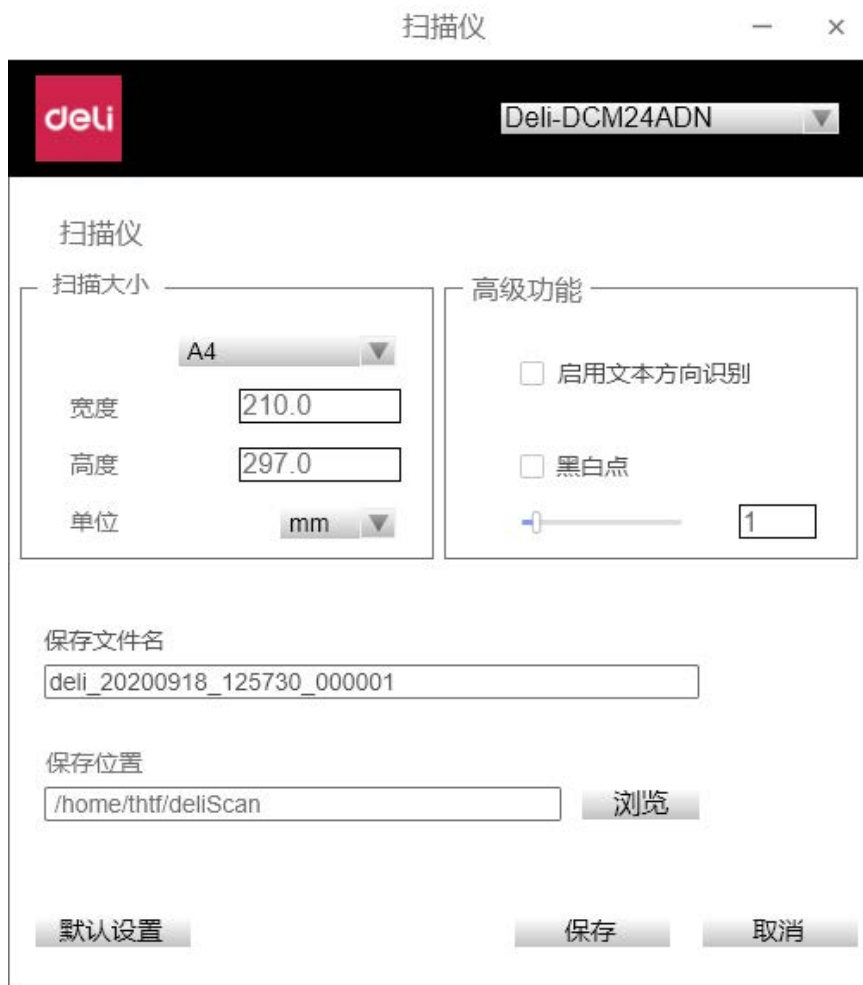 扫描仪
deli
Deli-DCM24ADN
扫描仪
扫描大小
A4
宽度 210.0
高度 297.0
单位 mm
高级功能
启用文本方向识别
黑白点
1
保存文件名
deli_20200918_125730_000001
保存位置
/home/thtf/deliScan 浏览
默认设置 保存 取消